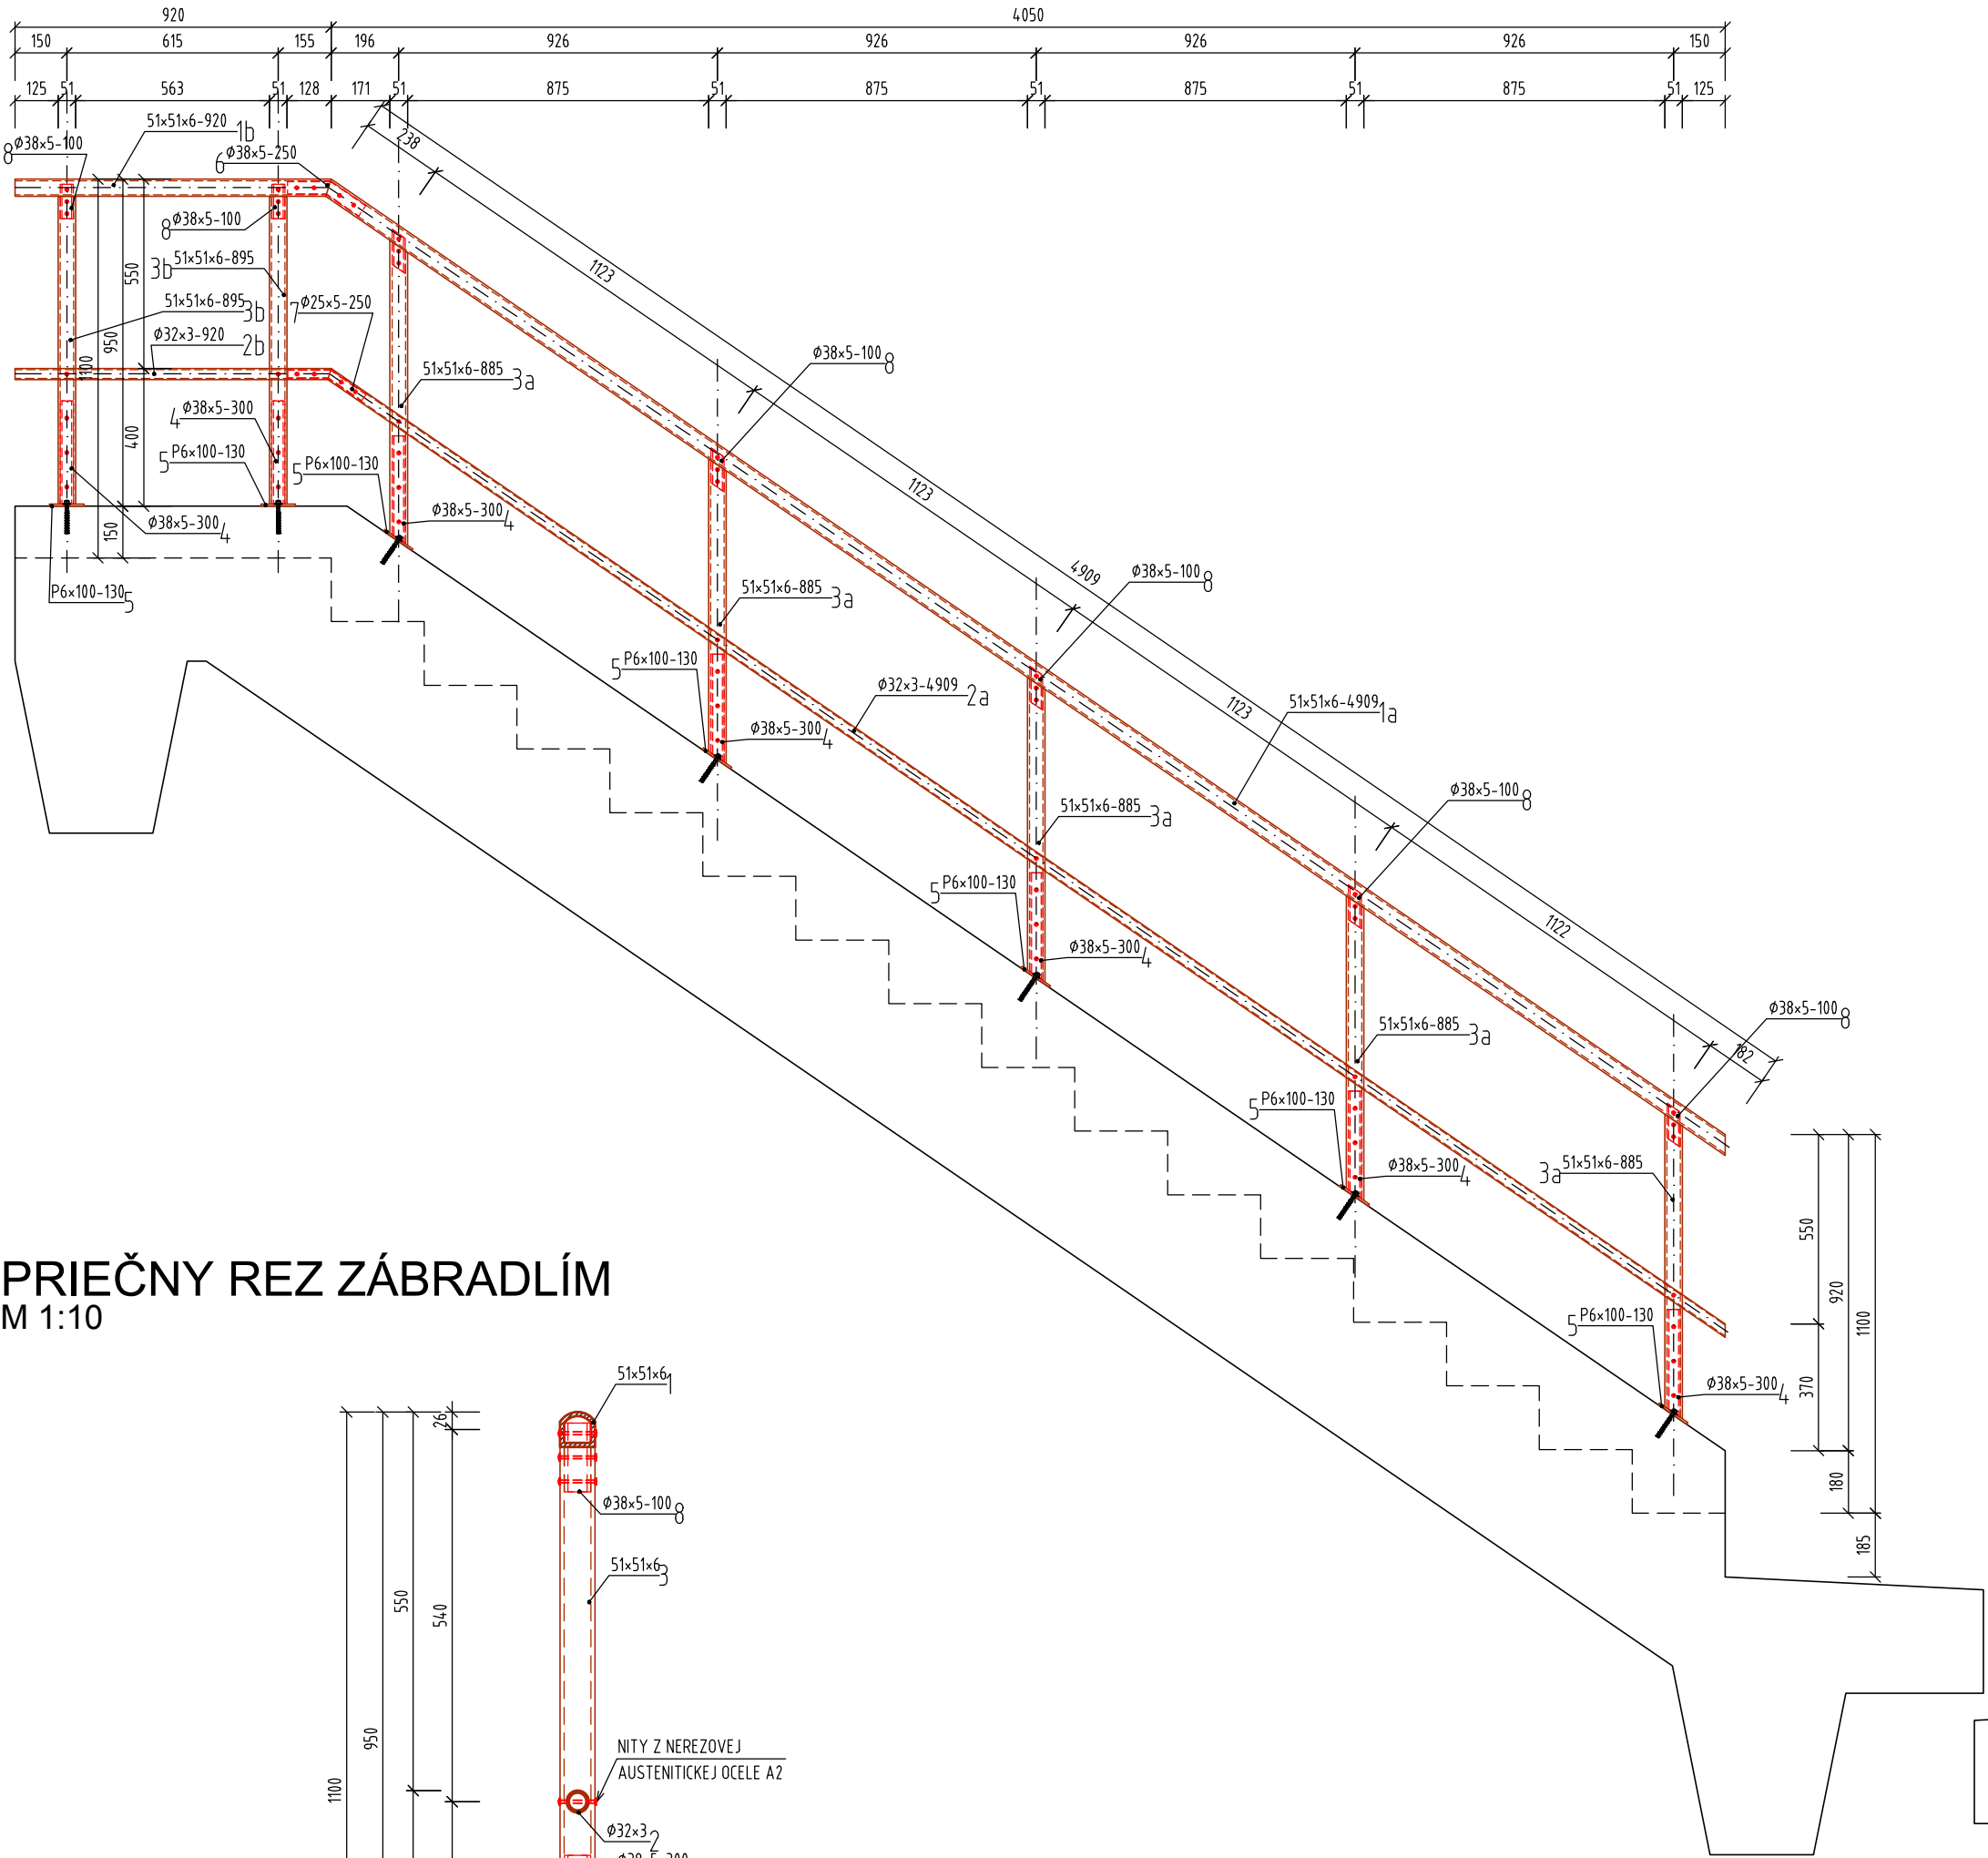 920
4050
150
615
155
196
926
926
926
926
150
125
51
563
51
128
171
51
875
51
875
51
875
51
875
51
125
51×51×6-920 1b
8 φ38×5-100
6 φ38×5-250
238
8 φ38×5-100
3b 51×51×6-895
51×51×6-895 3b
7 φ25×5-250
φ32×3-920 2b
550
950
1100
400
150
4 φ38×5-300
5 P6×100-130
5 P6×100-130
φ38×5-300 4
φ38×5-300 4
P6×100-130 5
51×51×6-885 3a
1123
φ38×5-100 8
1123
4909
φ38×5-100 8
51×51×6-885 3a
5 P6×100-130
φ32×3-4909 2a
φ38×5-300 4
1123
51×51×6-4909 1a
φ38×5-100 8
51×51×6-885 3a
5 P6×100-130
φ38×5-300 4
1122
φ38×5-100 8
182
51×51×6-885 3a
5 P6×100-130
φ38×5-300 4
3a 51×51×6-885
5 P6×100-130
φ38×5-300 4
550
920
1100
370
180
185
PRIEČNY REZ ZÁBRADLÍM
M 1:10
51×51×6 1
26
φ38×5-100 8
51×51×6 3
550
540
950
1100
NITY Z NEREZOVEJ
AUSTENITICKEJ OCELE A2
φ32×3 2